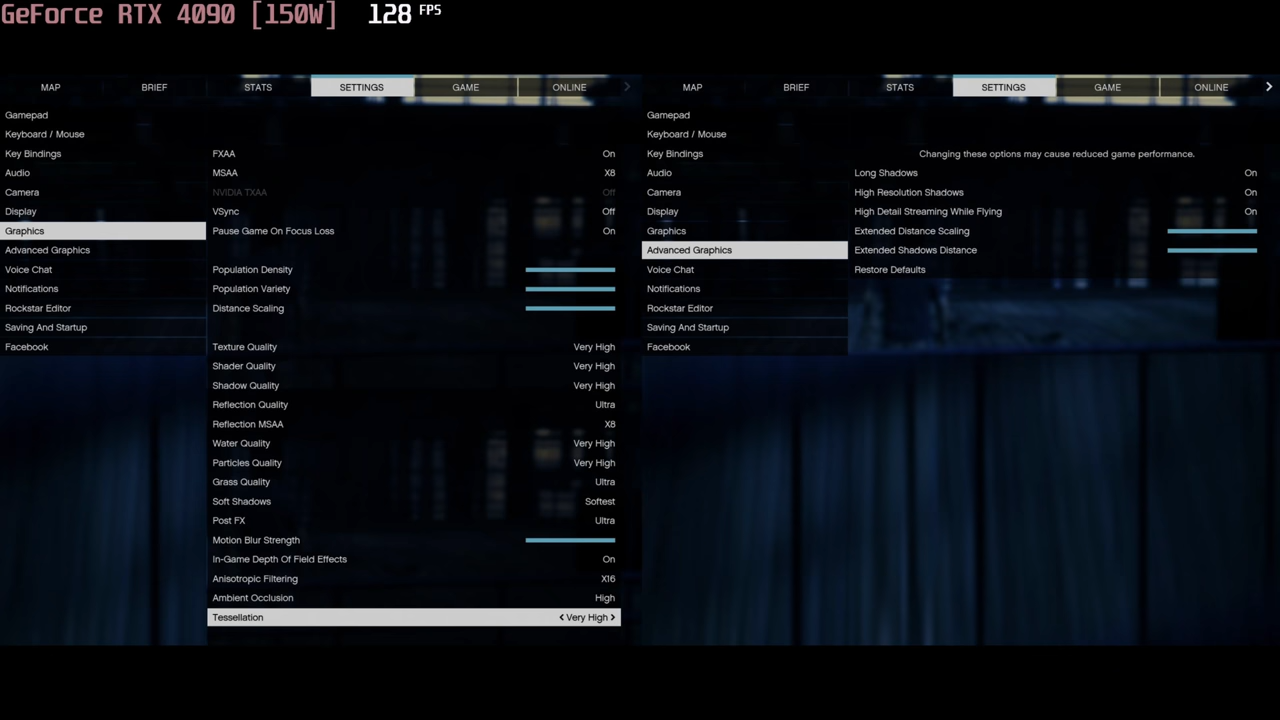 GeForce RTX 4090 [150W] 128 FPS
MAP BRIEF STATS SETTINGS GAME ONLINE
Gamepad
Keyboard / Mouse
Key Bindings
Audio
Camera
Display
Graphics
Advanced Graphics
Voice Chat
Notifications
Rockstar Editor
Saving And Startup
Facebook
FXAA On
MSAA X8
NVIDIA TXAA Off
VSync Off
Pause Game On Focus Loss On
Population Density
Population Variety
Distance Scaling
Texture Quality Very High
Shader Quality Very High
Shadow Quality Very High
Reflection Quality Ultra
Reflection MSAA X8
Water Quality Very High
Particles Quality Very High
Grass Quality Ultra
Soft Shadows Softest
Post FX Ultra
Motion Blur Strength
In-Game Depth Of Field Effects On
Anisotropic Filtering X16
Ambient Occlusion High
Tessellation < Very High >
MAP BRIEF STATS SETTINGS GAME ONLINE >
Gamepad
Keyboard / Mouse
Key Bindings
Audio
Camera
Display
Graphics
Advanced Graphics
Voice Chat
Notifications
Rockstar Editor
Saving And Startup
Facebook
Changing these options may cause reduced game performance.
Long Shadows On
High Resolution Shadows On
High Detail Streaming While Flying On
Extended Distance Scaling
Extended Shadows Distance
Restore Defaults